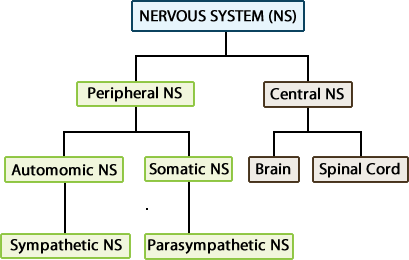 NERVOUS SYSTEM (NS)
Peripheral NS
Central NS
Automomic NS
Somatic NS
Brain
Spinal Cord
Sympathetic NS
Parasympathetic NS